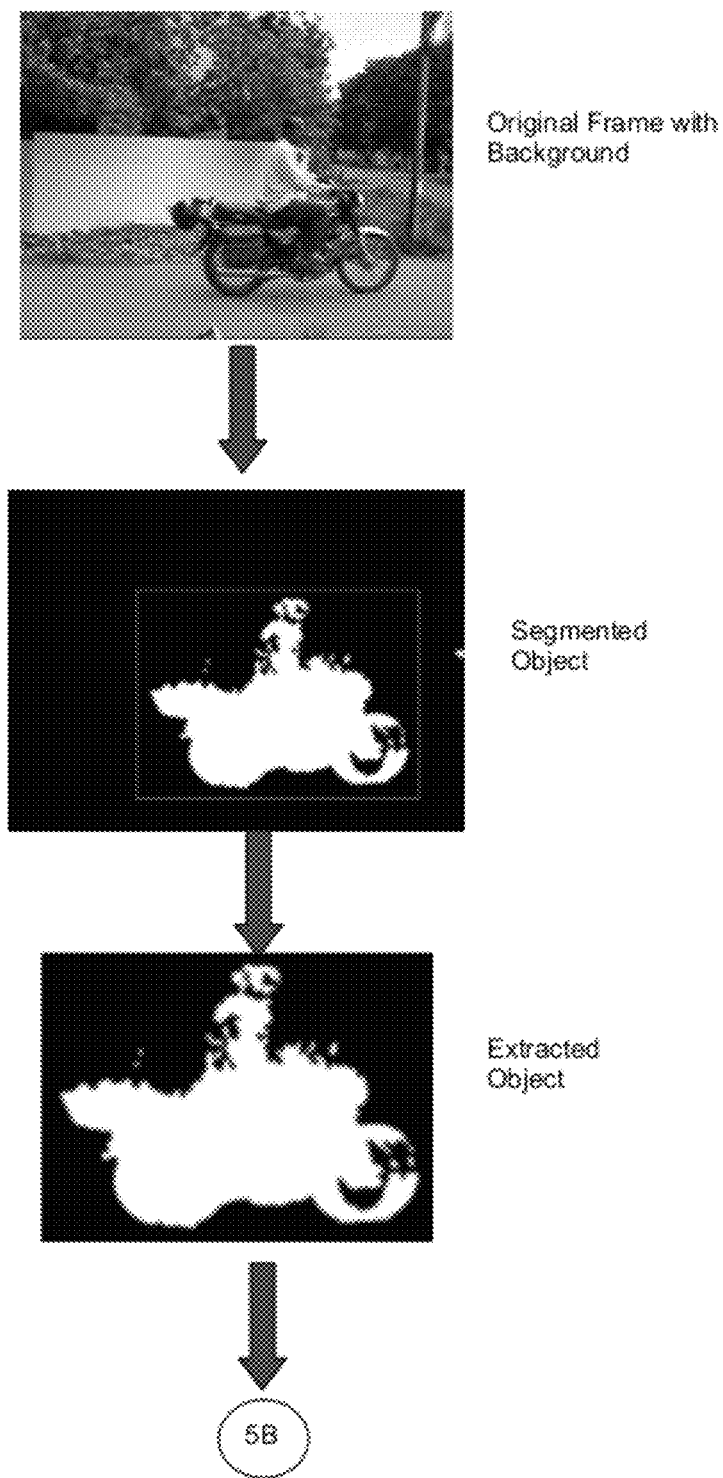 Original Frame with
Background
Segmented
Object
Extracted
Object
5B